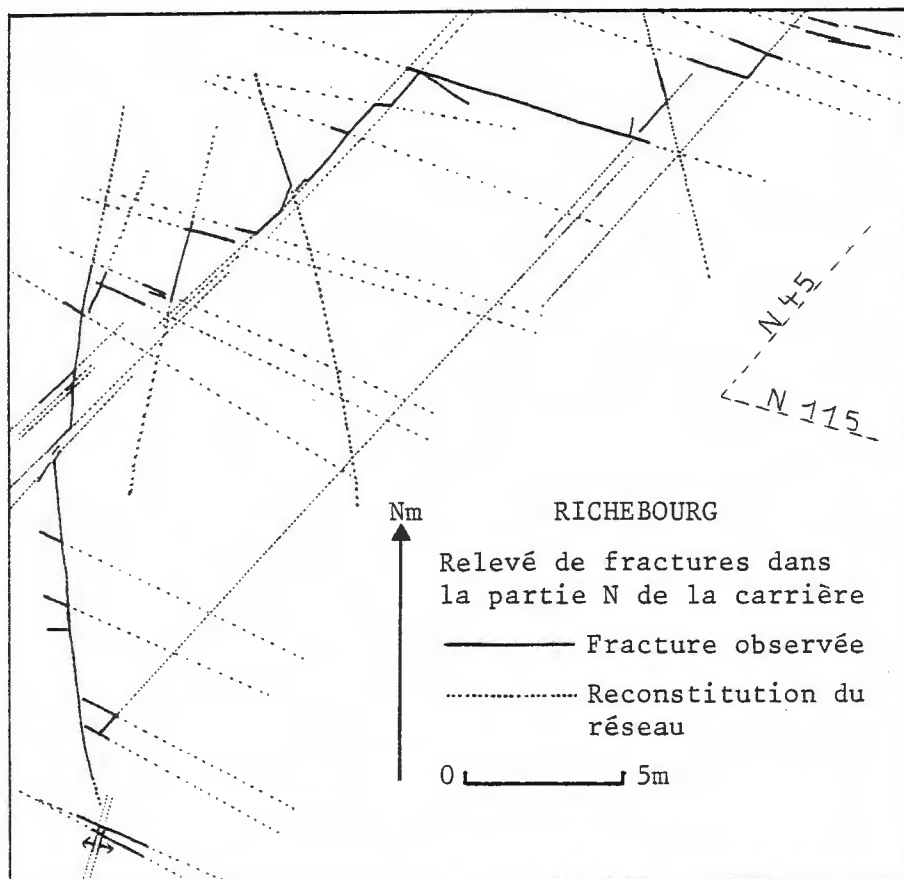 N 45
N 115
Nm
RICHEBOURG
Relevé de fractures dans
la partie N de la carrière
Fracture observée
Reconstitution du
réseau
0 5m